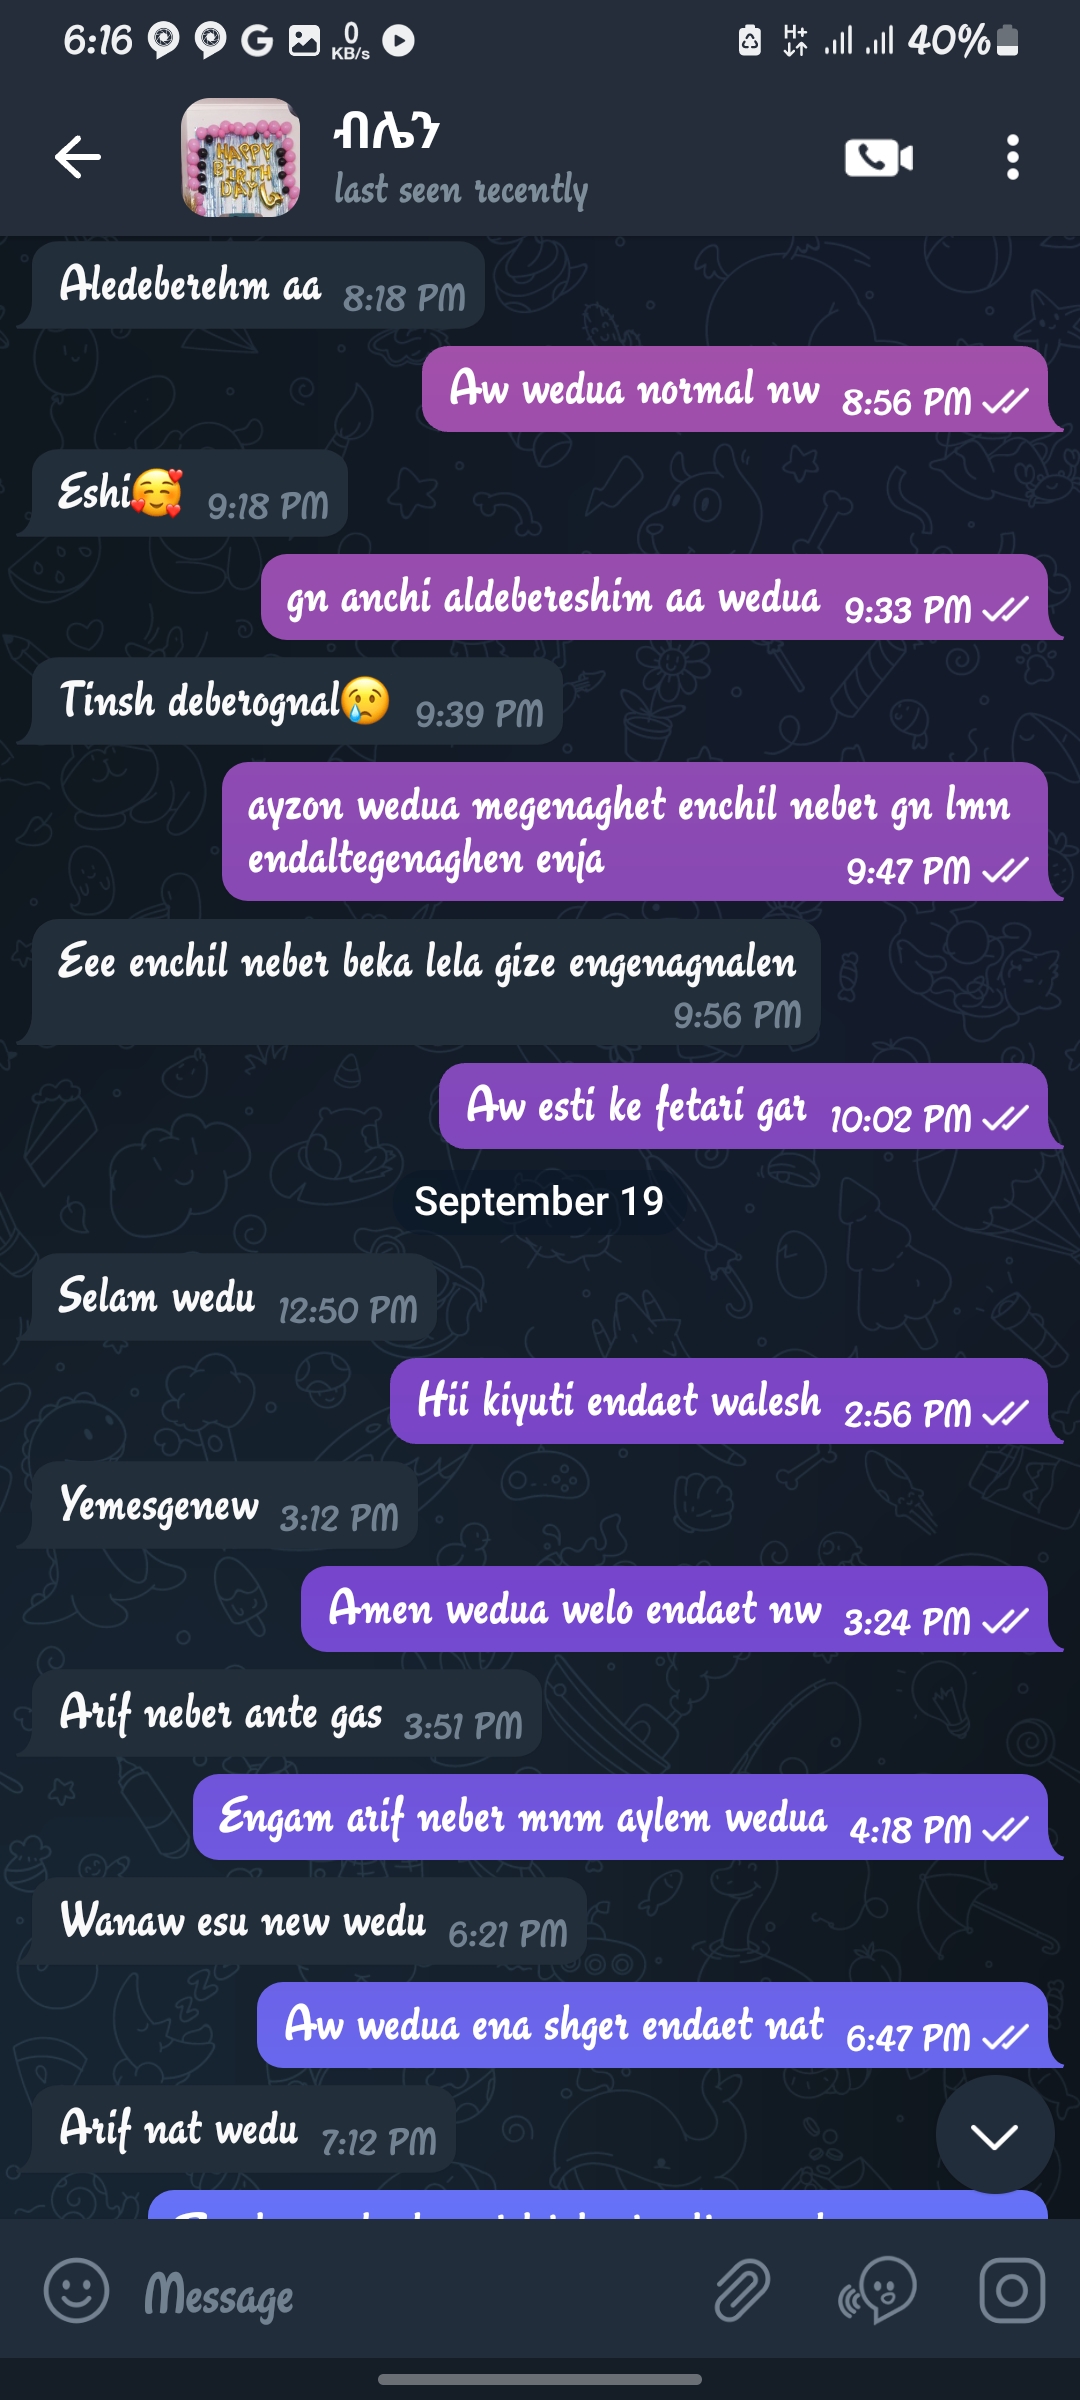 6:16
0
KB/s
H+
40%
HAPPY
BIRTH
DAY
ብሌን
last seen recently
Aledeberehm aa 8:18 PM
Aw wedua normal nw 8:56 PM
Eshi🥰 9:18 PM
gn anchi aldebereshim aa wedua 9:33 PM
Tinsh deberognal😢 9:39 PM
ayzon wedua megenaghet enchil neber gn lmn
endaltegenaghen enja 9:47 PM
Eee enchil neber beka lela gize engenagnalen
9:56 PM
Aw esti ke fetari gar 10:02 PM
September 19
Selam wedu 12:50 PM
Hii kiyuti endaet walesh 2:56 PM
Yemesgenew 3:12 PM
Amen wedua welo endaet nw 3:24 PM
Arif neber ante gas 3:51 PM
Engam arif neber mnm aylem wedua 4:18 PM
Wanaw esu new wedu 6:21 PM
Aw wedua ena shger endaet nat 6:47 PM
Arif nat wedu 7:12 PM
Message